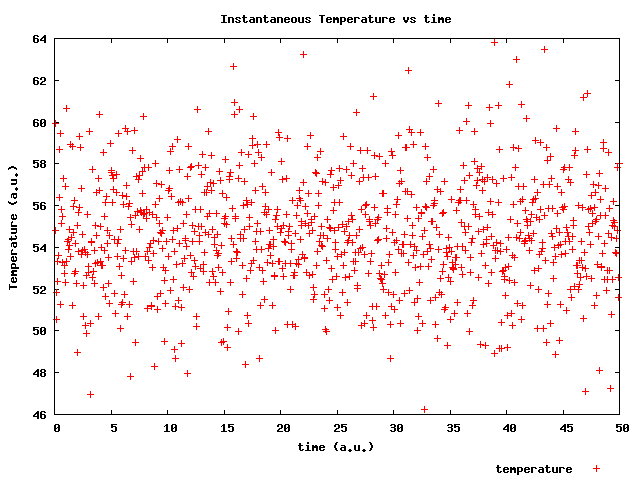 Instantaneous Temperature vs time
64
62
60
58
56
54
52
50
48
46
Temperature (a.u.)
0 5 10 15 20 25 30 35 40 45 50
time (a.u.)
temperature